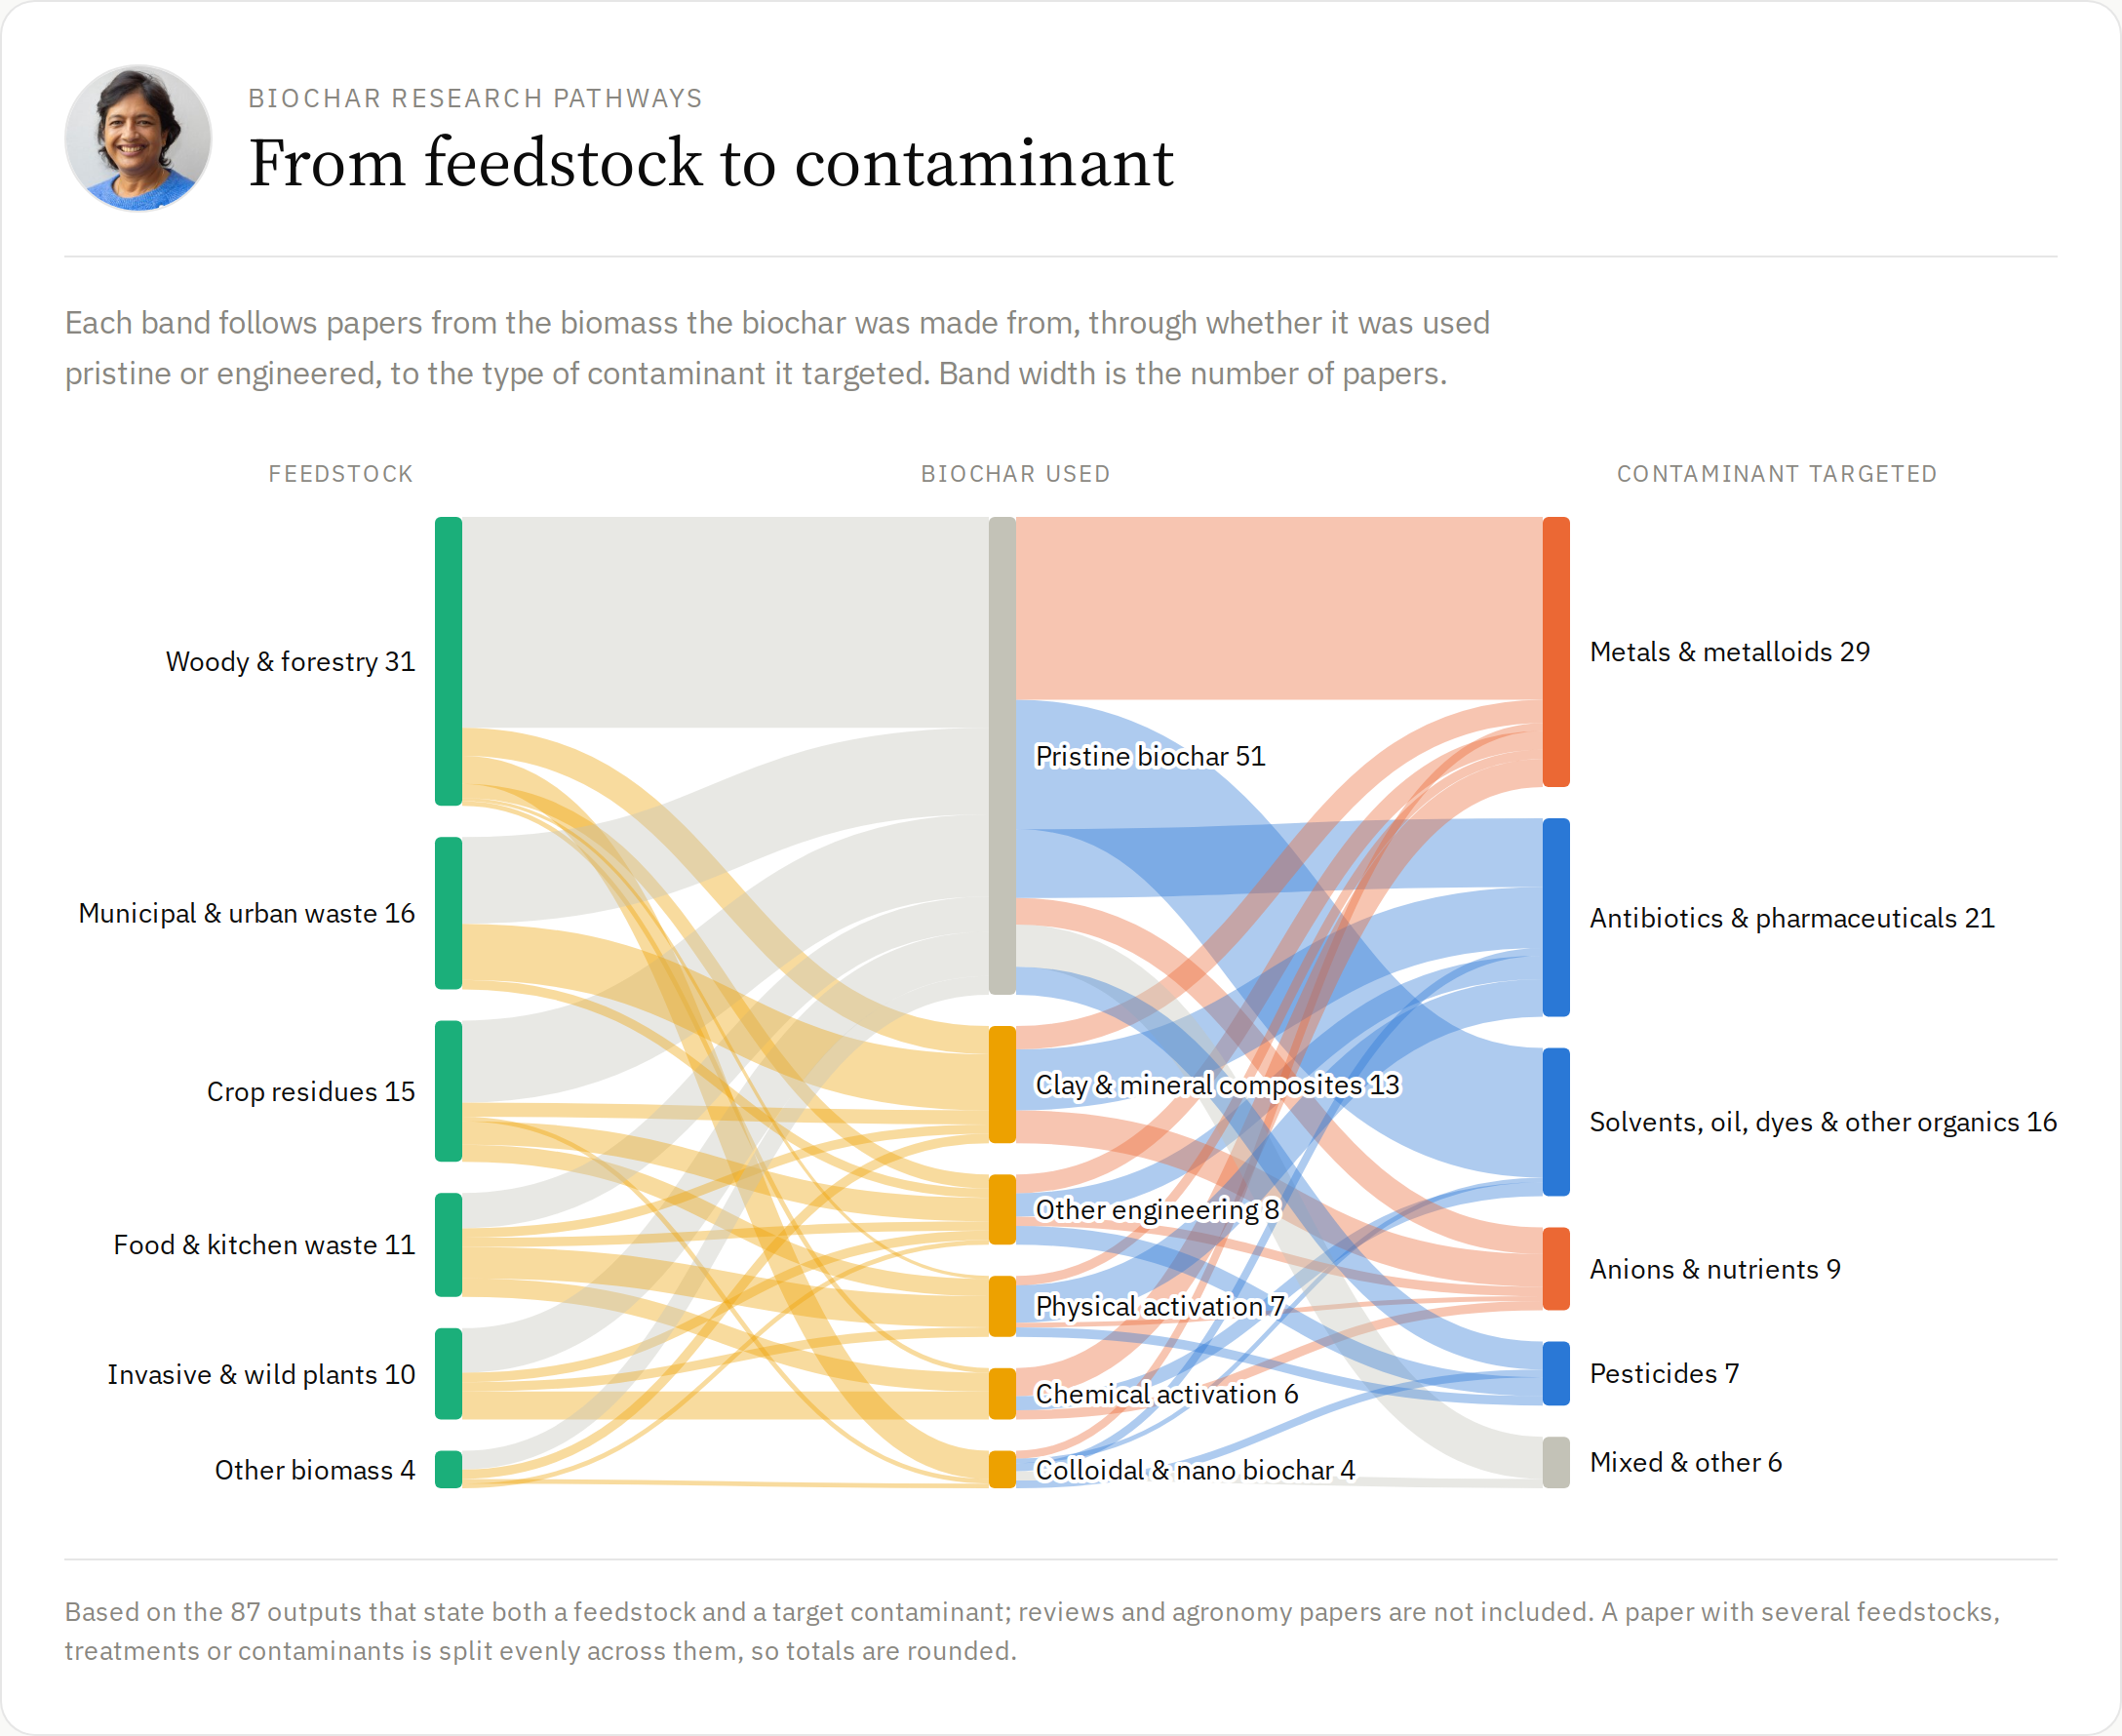 BIOCHAR RESEARCH PATHWAYS
From feedstock to contaminant
Each band follows papers from the biomass the biochar was made from, through whether it was used
pristine or engineered, to the type of contaminant it targeted. Band width is the number of papers.
FEEDSTOCK
BIOCHAR USED
CONTAMINANT TARGETED
Woody & forestry 31
Municipal & urban waste 16
Crop residues 15
Food & kitchen waste 11
Invasive & wild plants 10
Other biomass 4
Pristine biochar 51
Clay & mineral composites 13
Other engineering 8
Physical activation 7
Chemical activation 6
Colloidal & nano biochar 4
Metals & metalloids 29
Antibiotics & pharmaceuticals 21
Solvents, oil, dyes & other organics 16
Anions & nutrients 9
Pesticides 7
Mixed & other 6
Based on the 87 outputs that state both a feedstock and a target contaminant; reviews and agronomy papers are not included. A paper with several feedstocks,
treatments or contaminants is split evenly across them, so totals are rounded.